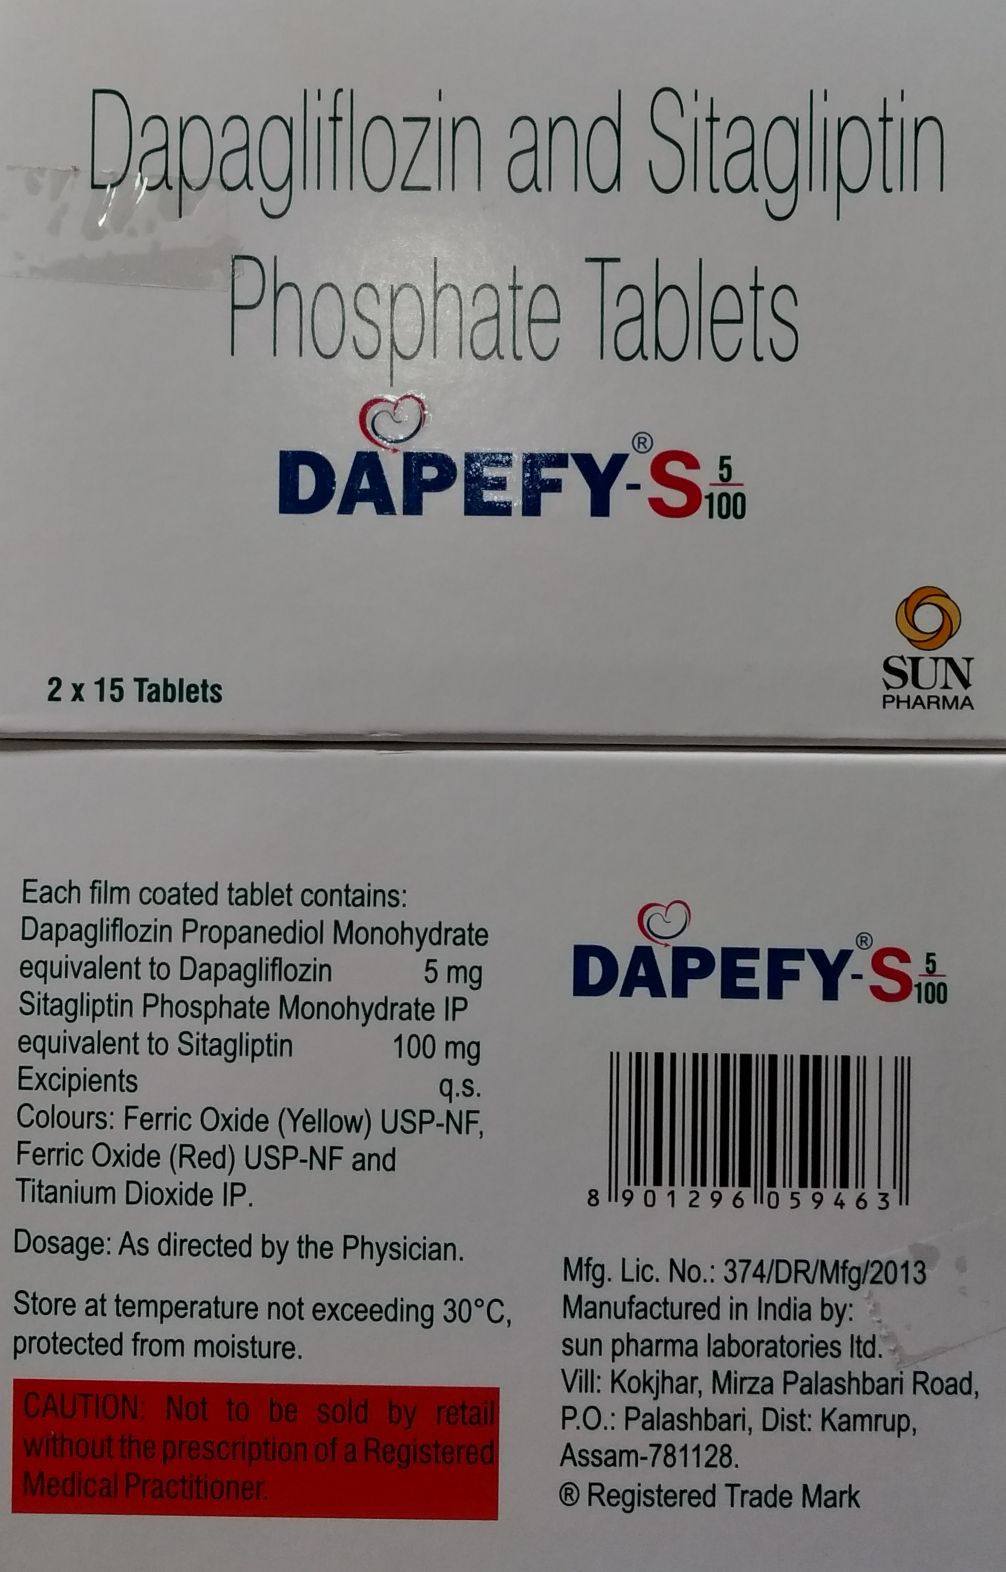 Dapagliflozin and Sitagliptin
Phosphate Tablets
DAPEFY®-S 5/100
2 x 15 Tablets
SUN
PHARMA
Each film coated tablet contains:
Dapagliflozin Propanediol Monohydrate
equivalent to Dapagliflozin 5 mg
Sitagliptin Phosphate Monohydrate IP
equivalent to Sitagliptin 100 mg
Excipients q.s.
Colours: Ferric Oxide (Yellow) USP-NF,
Ferric Oxide (Red) USP-NF and
Titanium Dioxide IP.
Dosage: As directed by the Physician.
Store at temperature not exceeding 30°C,
protected from moisture.
CAUTION: Not to be sold by retail
without the prescription of a Registered
Medical Practitioner.
DAPEFY®-S 5/100
8 901296 059463
Mfg. Lic. No.: 374/DR/Mfg/2013
Manufactured in India by:
sun pharma laboratories ltd.
Vill: Kokjhar, Mirza Palashbari Road,
P.O.: Palashbari, Dist: Kamrup,
Assam-781128.
® Registered Trade Mark